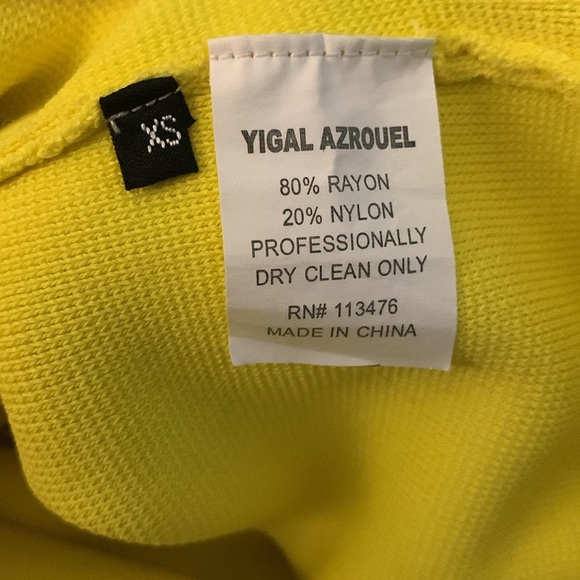 XS
YIGAL AZROUEL
80% RAYON
20% NYLON
PROFESSIONALLY
DRY CLEAN ONLY
RN# 113476
MADE IN CHINA